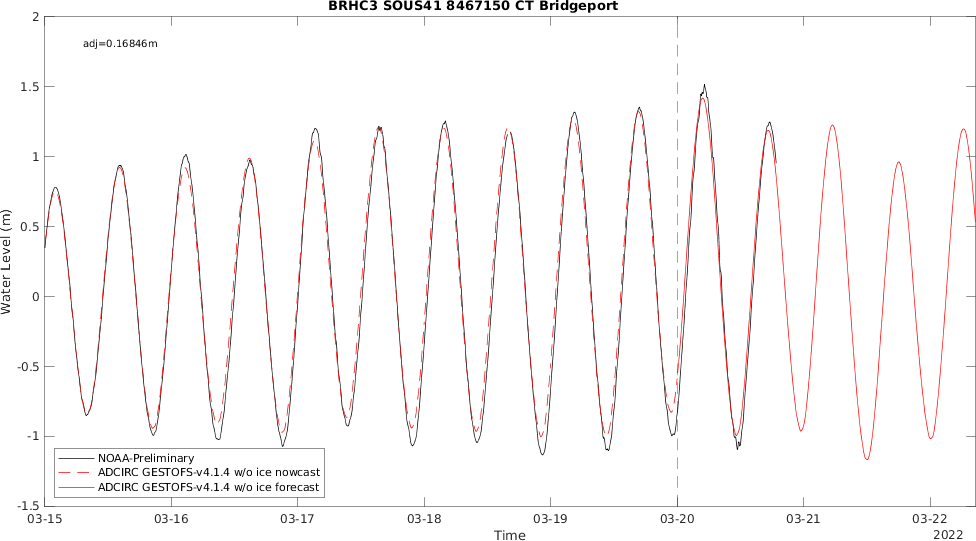 BRHC3 SOUS41 8467150 CT Bridgeport
2
adj=0.16846m
1.5
1
0.5
0
-0.5
-1
-1.5
Water Level (m)
NOAA-Preliminary
ADCIRC GESTOFS-v4.1.4 w/o ice nowcast
ADCIRC GESTOFS-v4.1.4 w/o ice forecast
03-15 03-16 03-17 03-18 03-19 03-20 03-21 03-22
Time
2022